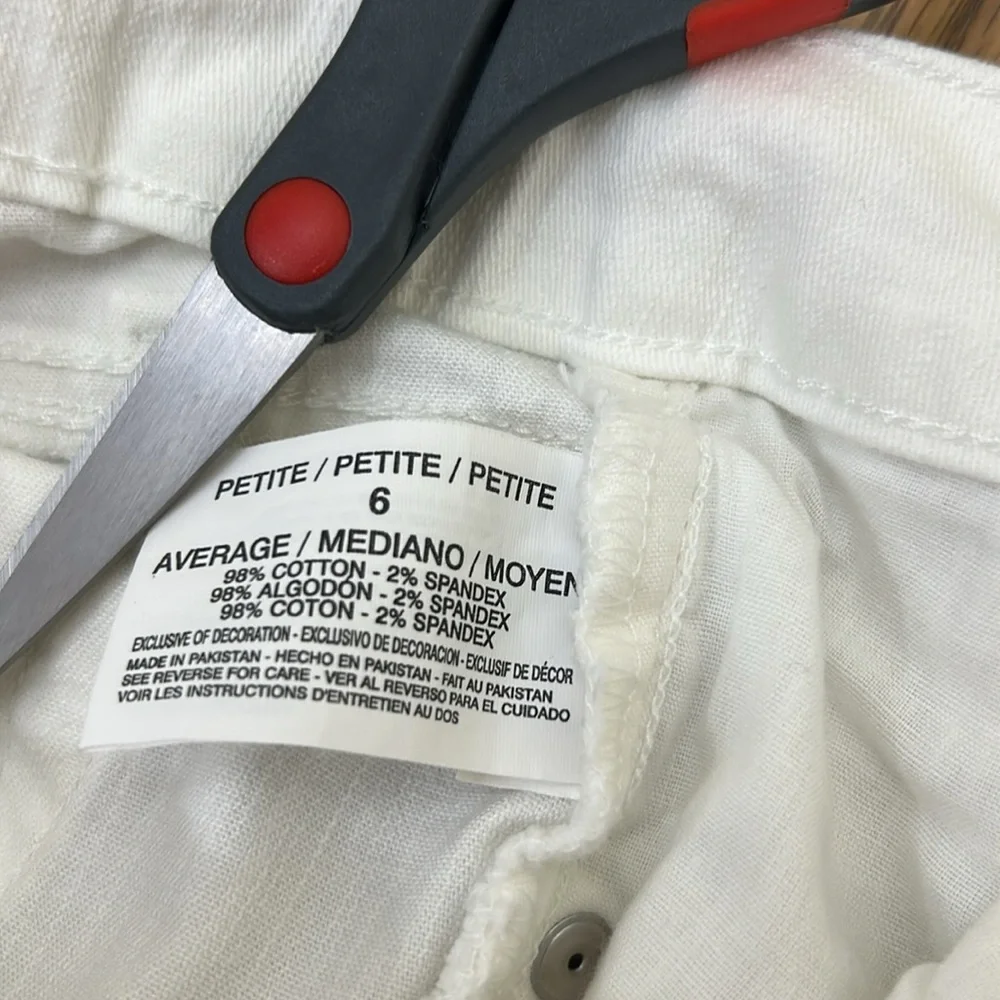 PETITE / PETITE / PETITE
6
AVERAGE / MEDIANO / MOYEN
98% COTTON - 2% SPANDEX
98% ALGODON - 2% SPANDEX
98% COTON - 2% SPANDEX
EXCLUSIVE OF DECORATION - EXCLUSIVO DE DECORACION - EXCLUSIF DE DÉCOR
MADE IN PAKISTAN - HECHO EN PAKISTAN - FAIT AU PAKISTAN
SEE REVERSE FOR CARE - VER AL REVERSO PARA EL CUIDADO
VOIR LES INSTRUCTIONS D'ENTRETIEN AU DOS